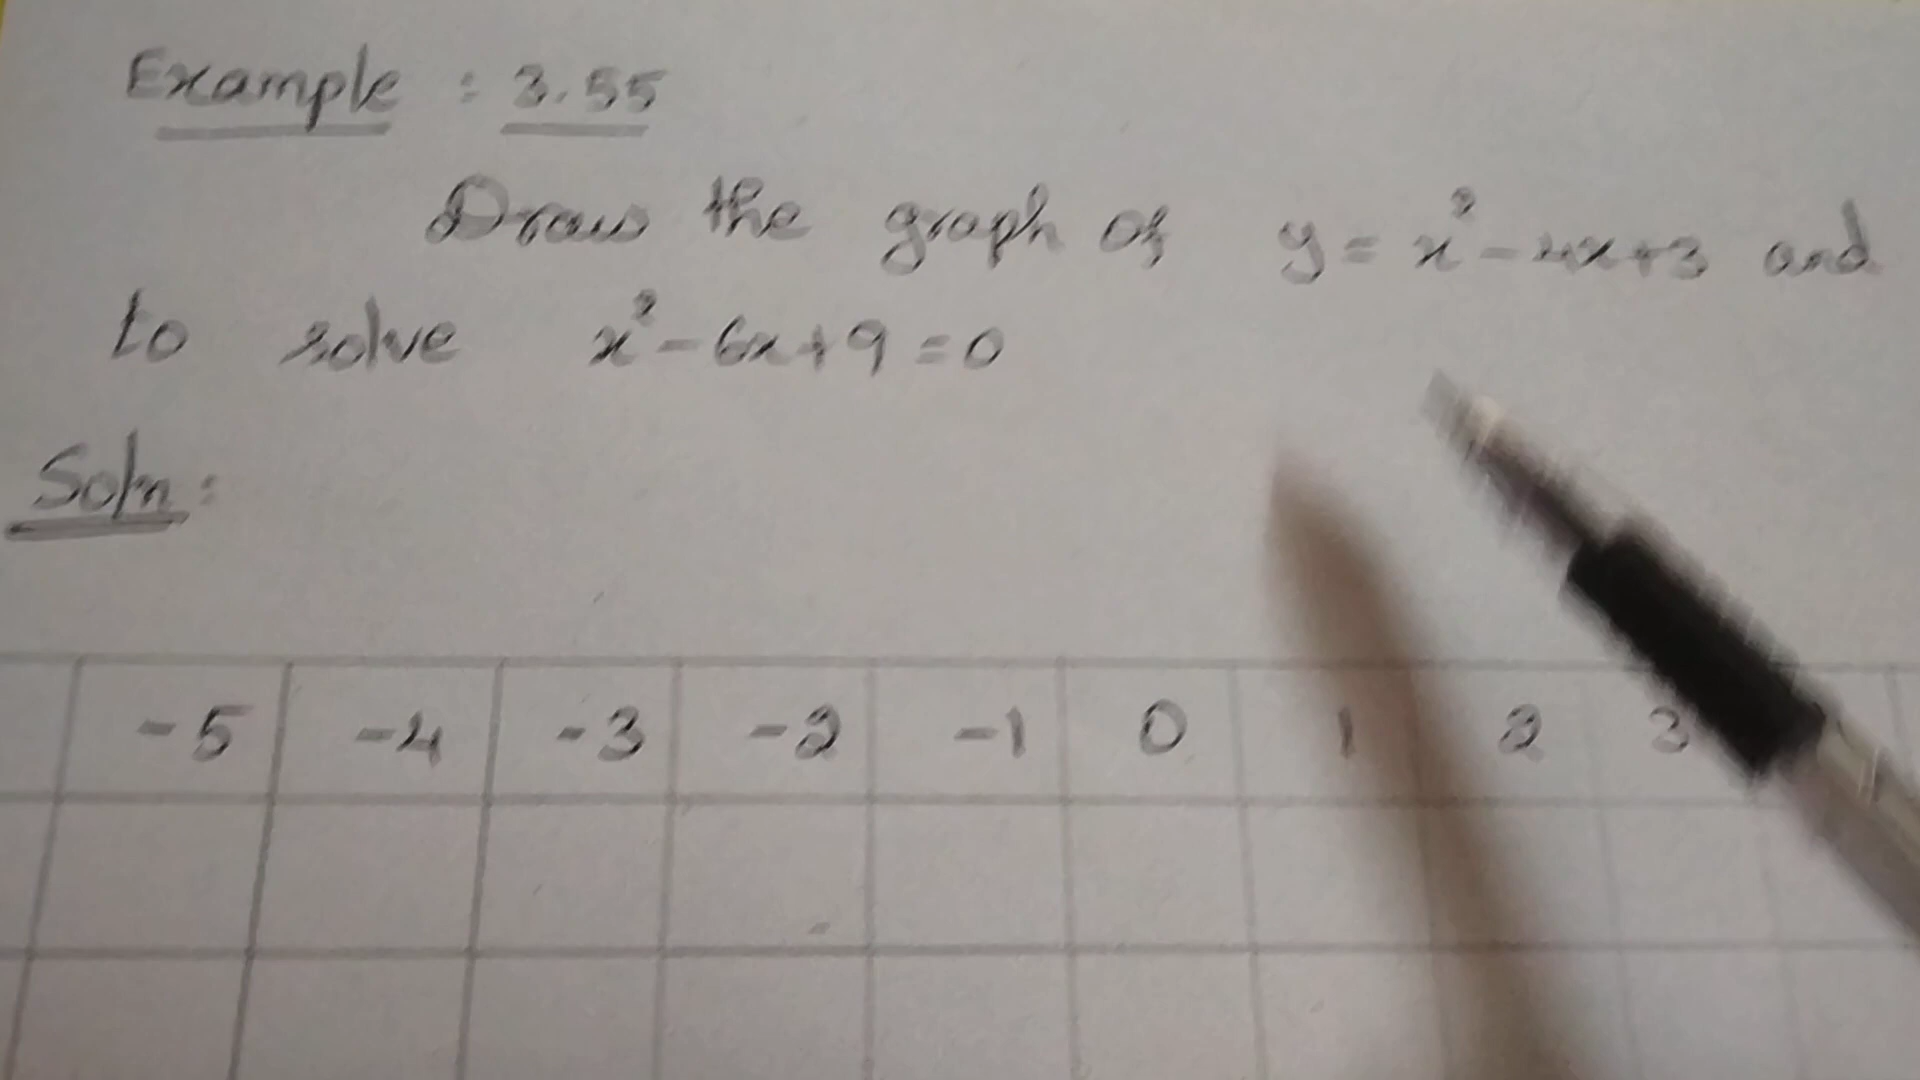 Example : 3.55
Draw the graph of y = x² - 4x + 3 and
to solve x² - 6x + 9 = 0
Soln:
-5 -4 -3 -2 -1 0 1 2 3